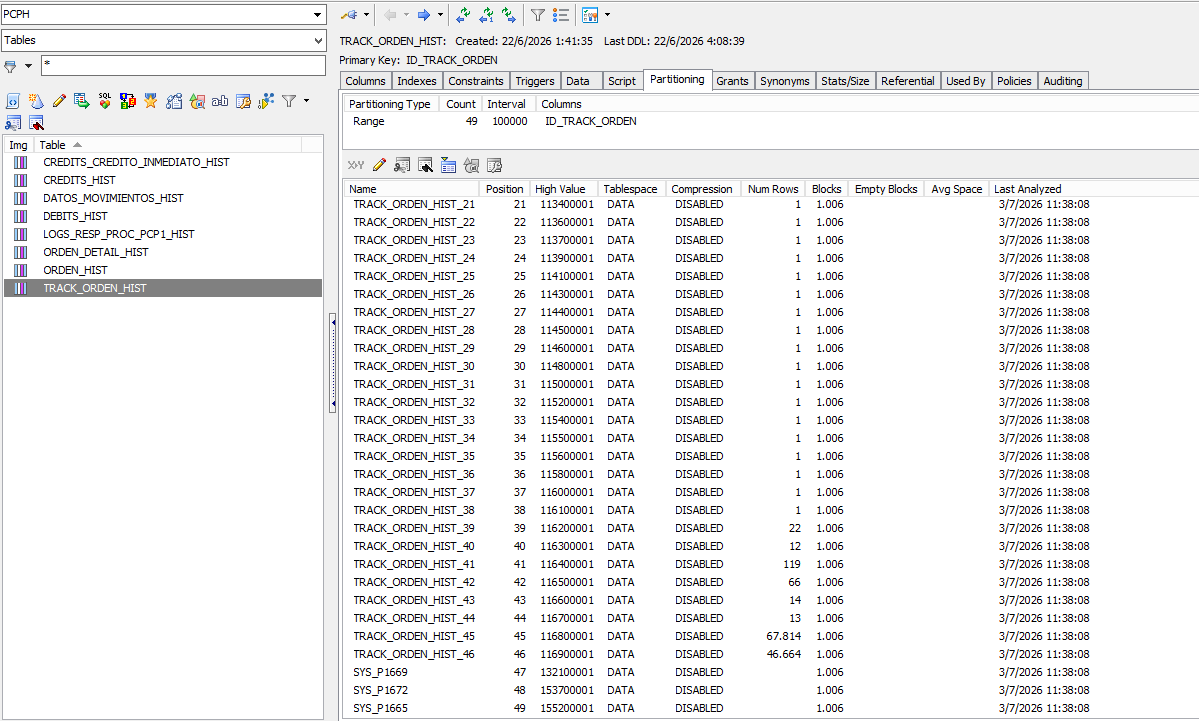 PCPH
Tables
*
SQL
a-b
Img Table
CREDITS_CREDITO_INMEDIATO_HIST
CREDITS_HIST
DATOS_MOVIMIENTOS_HIST
DEBITS_HIST
LOGS_RESP_PROC_PCP1_HIST
ORDEN_DETAIL_HIST
ORDEN_HIST
TRACK_ORDEN_HIST
TRACK_ORDEN_HIST: Created: 22/6/2026 1:41:35 Last DDL: 22/6/2026 4:08:39
Primary Key: ID_TRACK_ORDEN
Columns Indexes Constraints Triggers Data Script Partitioning Grants Synonyms Stats/Size Referential Used By Policies Auditing
Partitioning Type Count Interval Columns
Range 49 100000 ID_TRACK_ORDEN
X=Y
Name Position High Value Tablespace Compression Num Rows Blocks Empty Blocks Avg Space Last Analyzed
TRACK_ORDEN_HIST_21 21 113400001 DATA DISABLED 1 1.006 3/7/2026 11:38:08
TRACK_ORDEN_HIST_22 22 113600001 DATA DISABLED 1 1.006 3/7/2026 11:38:08
TRACK_ORDEN_HIST_23 23 113700001 DATA DISABLED 1 1.006 3/7/2026 11:38:08
TRACK_ORDEN_HIST_24 24 113900001 DATA DISABLED 1 1.006 3/7/2026 11:38:08
TRACK_ORDEN_HIST_25 25 114100001 DATA DISABLED 1 1.006 3/7/2026 11:38:08
TRACK_ORDEN_HIST_26 26 114300001 DATA DISABLED 1 1.006 3/7/2026 11:38:08
TRACK_ORDEN_HIST_27 27 114400001 DATA DISABLED 1 1.006 3/7/2026 11:38:08
TRACK_ORDEN_HIST_28 28 114500001 DATA DISABLED 1 1.006 3/7/2026 11:38:08
TRACK_ORDEN_HIST_29 29 114600001 DATA DISABLED 1 1.006 3/7/2026 11:38:08
TRACK_ORDEN_HIST_30 30 114800001 DATA DISABLED 1 1.006 3/7/2026 11:38:08
TRACK_ORDEN_HIST_31 31 115000001 DATA DISABLED 1 1.006 3/7/2026 11:38:08
TRACK_ORDEN_HIST_32 32 115200001 DATA DISABLED 1 1.006 3/7/2026 11:38:08
TRACK_ORDEN_HIST_33 33 115400001 DATA DISABLED 1 1.006 3/7/2026 11:38:08
TRACK_ORDEN_HIST_34 34 115500001 DATA DISABLED 1 1.006 3/7/2026 11:38:08
TRACK_ORDEN_HIST_35 35 115600001 DATA DISABLED 1 1.006 3/7/2026 11:38:08
TRACK_ORDEN_HIST_36 36 115800001 DATA DISABLED 1 1.006 3/7/2026 11:38:08
TRACK_ORDEN_HIST_37 37 116000001 DATA DISABLED 1 1.006 3/7/2026 11:38:08
TRACK_ORDEN_HIST_38 38 116100001 DATA DISABLED 1 1.006 3/7/2026 11:38:08
TRACK_ORDEN_HIST_39 39 116200001 DATA DISABLED 22 1.006 3/7/2026 11:38:08
TRACK_ORDEN_HIST_40 40 116300001 DATA DISABLED 12 1.006 3/7/2026 11:38:08
TRACK_ORDEN_HIST_41 41 116400001 DATA DISABLED 119 1.006 3/7/2026 11:38:08
TRACK_ORDEN_HIST_42 42 116500001 DATA DISABLED 66 1.006 3/7/2026 11:38:08
TRACK_ORDEN_HIST_43 43 116600001 DATA DISABLED 14 1.006 3/7/2026 11:38:08
TRACK_ORDEN_HIST_44 44 116700001 DATA DISABLED 13 1.006 3/7/2026 11:38:08
TRACK_ORDEN_HIST_45 45 116800001 DATA DISABLED 67.814 1.006 3/7/2026 11:38:08
TRACK_ORDEN_HIST_46 46 116900001 DATA DISABLED 46.664 1.006 3/7/2026 11:38:08
SYS_P1669 47 132100001 DATA DISABLED 1.006 3/7/2026 11:38:08
SYS_P1672 48 153700001 DATA DISABLED 1.006 3/7/2026 11:38:08
SYS_P1665 49 155200001 DATA DISABLED 1.006 3/7/2026 11:38:08